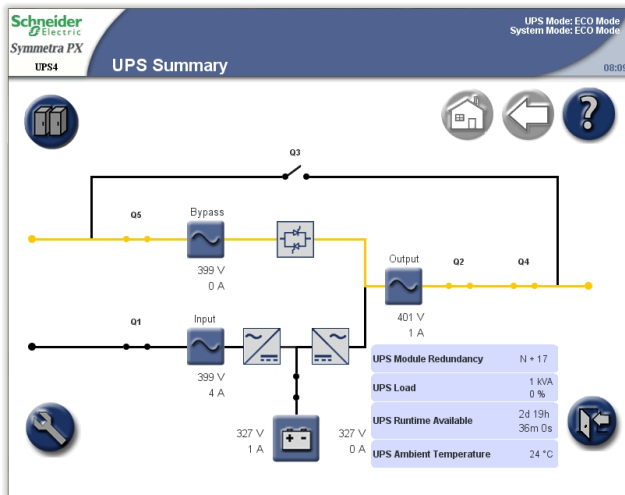 Schneider
Electric
Symmetra PX
UPS4
UPS Summary
UPS Mode: ECO Mode
System Mode: ECO Mode
08:09
Q3
Q5
Bypass
399 V
0 A
Output
401 V
1 A
Q2
Q4
Q1
Input
399 V
4 A
327 V
1 A
327 V
0 A
UPS Module Redundancy N + 17
UPS Load 1 kVA
0 %
UPS Runtime Available 2d 19h
36m 0s
UPS Ambient Temperature 24 °C